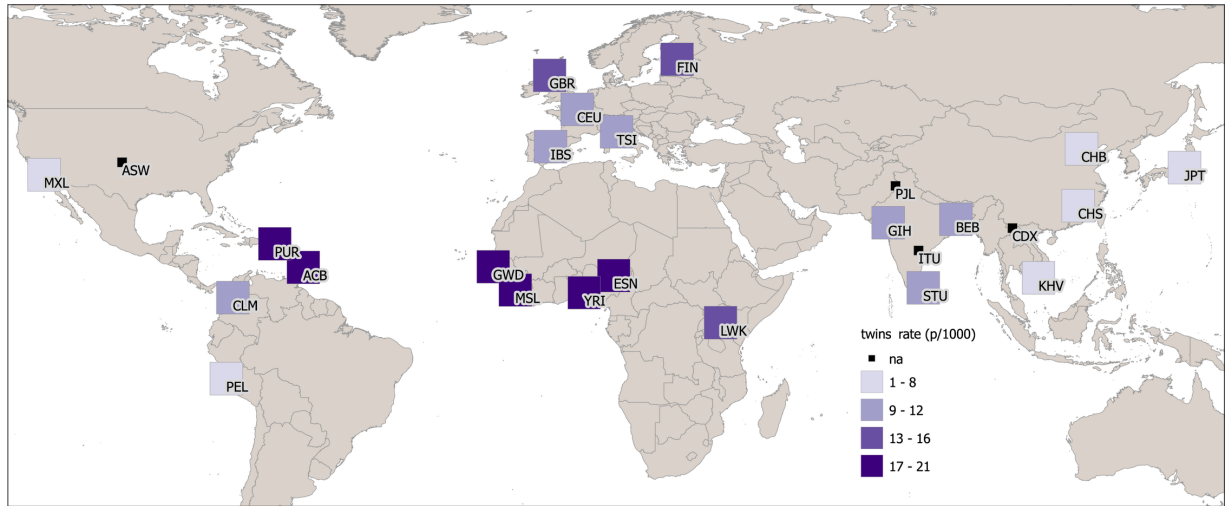 FIN
GBR
CEU
TSI
IBS
CHB
JPT
ASW
MXL
PJL
CHS
BEB
GIH
CDX
PUR
ITU
ACB
GWD
ESN
KHV
MSL
YRI
STU
CLM
LWK
PEL
twins rate (p/1000)
na
1 - 8
9 - 12
13 - 16
17 - 21